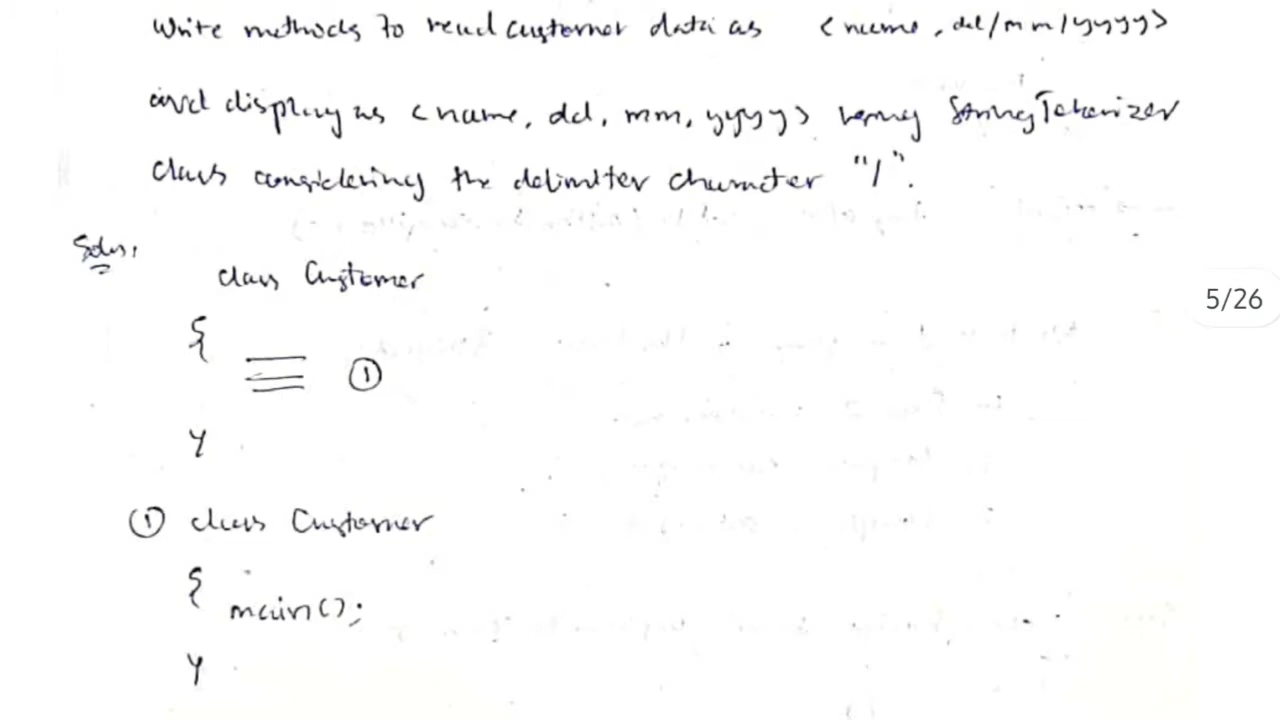 Write methods to read Customer data as <name, dd/mm/yyyy>
and display as <name, dd, mm, yyyy> using StringTokenizer
class considering the delimiter character "/".
Soln:
class Customer
{
①
}
① class Customer
{ main();
}
5/26